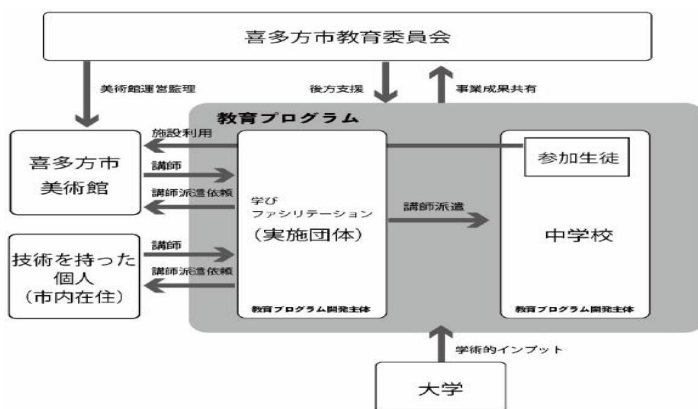 喜多方市教育委員会
美術館運営監理
後方支援
事業成果共有
教育プログラム
施設利用
喜多方市
美術館
講師
講師派遣依頼
学び
ファシリテーション
(実施団体)
講師派遣
参加生徒
中学校
技術を持った
個人
(市内在住)
講師
講師派遣依頼
教育プログラム開発主体
教育プログラム開発主体
学術的インプット
大学